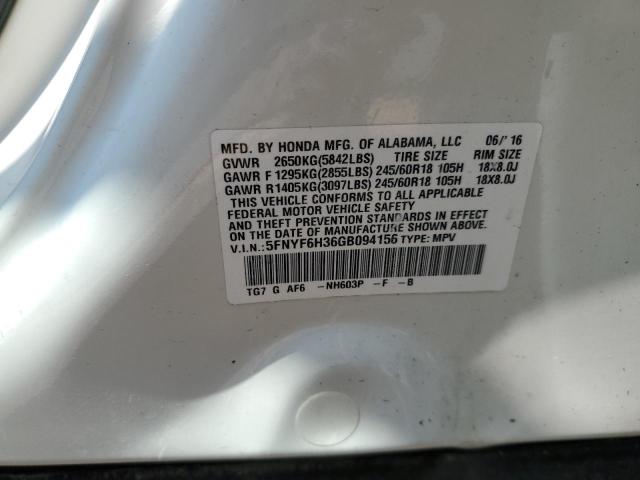 MFD. BY HONDA MFG. OF ALABAMA, LLC 06/'16
GVWR 2650KG(5842LBS) TIRE SIZE RIM SIZE
GAWR F 1295KG(2855LBS) 245/60R18 105H 18X8.0J
GAWR R 1405KG(3097LBS) 245/60R18 105H 18X8.0J
THIS VEHICLE CONFORMS TO ALL APPLICABLE
FEDERAL MOTOR VEHICLE SAFETY
AND THEFT PREVENTION STANDARDS IN EFFECT
ON THE DATE OF MANUFACTURE SHOWN ABOVE.
V.I.N.: 5FNYF6H36GB094156 TYPE: MPV
TG7 G AF6 -NH603P -F -B